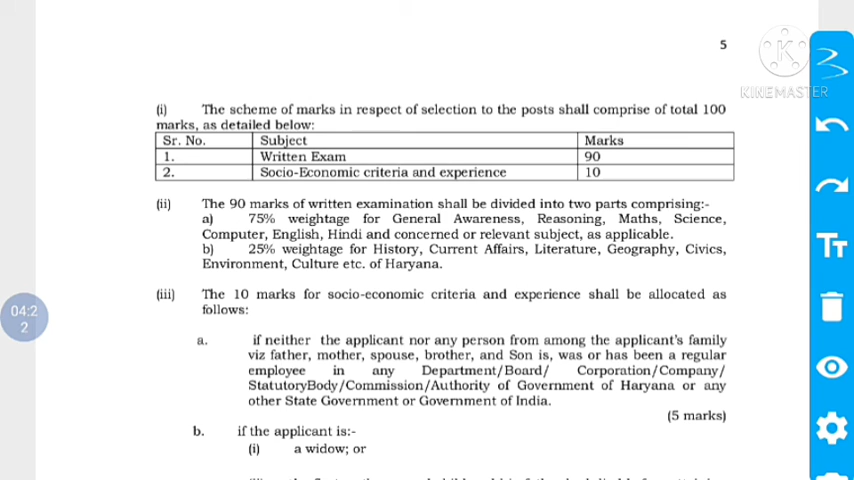 5
KINEMASTER
(i) The scheme of marks in respect of selection to the posts shall comprise of total 100
marks, as detailed below:
Sr. No. Subject Marks
1. Written Exam 90
2. Socio-Economic criteria and experience 10
(ii) The 90 marks of written examination shall be divided into two parts comprising:-
a) 75% weightage for General Awareness, Reasoning, Maths, Science,
Computer, English, Hindi and concerned or relevant subject, as applicable.
b) 25% weightage for History, Current Affairs, Literature, Geography, Civics,
Environment, Culture etc. of Haryana.
(iii) The 10 marks for socio-economic criteria and experience shall be allocated as
follows:
04:2
2
a. if neither the applicant nor any person from among the applicant's family
viz father, mother, spouse, brother, and Son is, was or has been a regular
employee in any Department/Board/ Corporation/Company/
StatutoryBody/Commission/Authority of Government of Haryana or any
other State Government or Government of India.
(5 marks)
b. if the applicant is:-
(i) a widow; or